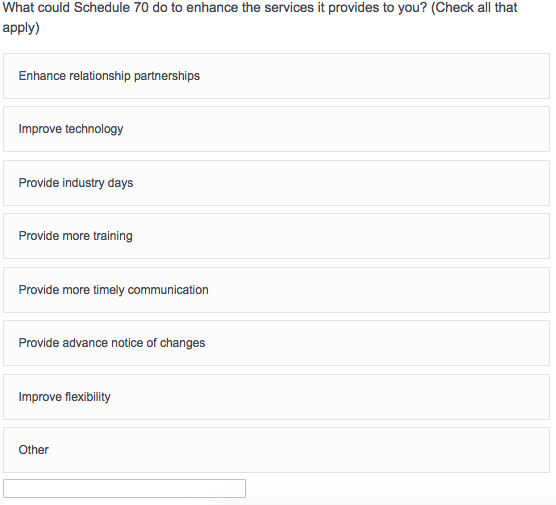 What could Schedule 70 do to enhance the services it provides to you? (Check all that
apply)
Enhance relationship partnerships
Improve technology
Provide industry days
Provide more training
Provide more timely communication
Provide advance notice of changes
Improve flexibility
Other